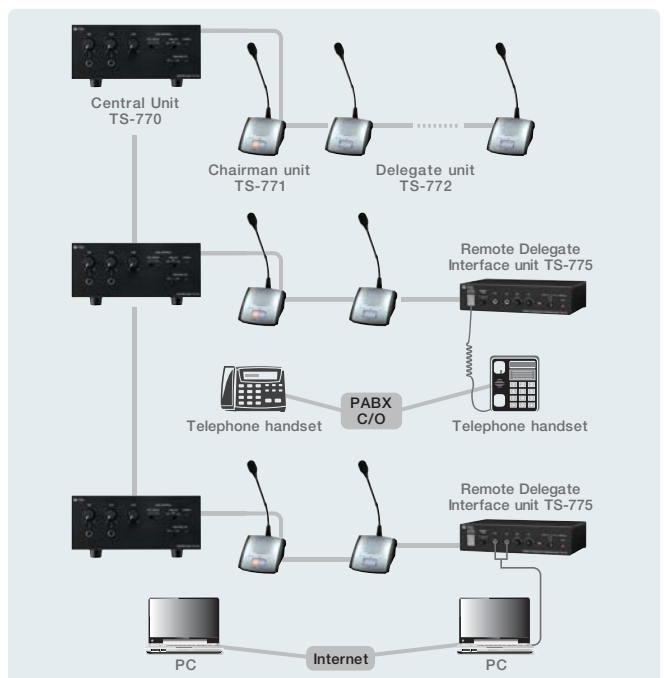 Central Unit
TS-770
Chairman unit
TS-771
Delegate unit
TS-772
Remote Delegate
Interface unit TS-775
Telephone handset
PABX
C/O
Telephone handset
Remote Delegate
Interface unit TS-775
PC
Internet
PC